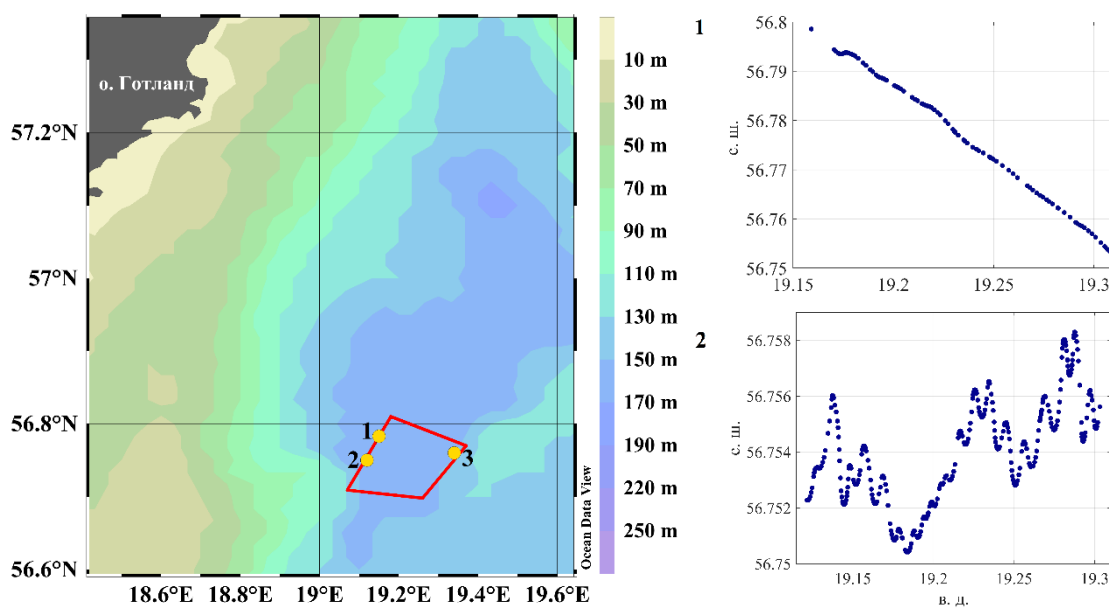 о. Готланд
57.2°N
57°N
56.8°N
56.6°N
18.6°E 18.8°E 19°E 19.2°E 19.4°E 19.6°E
1
2
3
10 m
30 m
50 m
70 m
90 m
110 m
130 m
150 m
170 m
190 m
220 m
250 m
Ocean Data View
1
с. ш.
56.8
56.79
56.78
56.77
56.76
56.75
19.15 19.2 19.25 19.3
2
с. ш.
56.758
56.756
56.754
56.752
56.75
19.15 19.2 19.25 19.3
в. д.